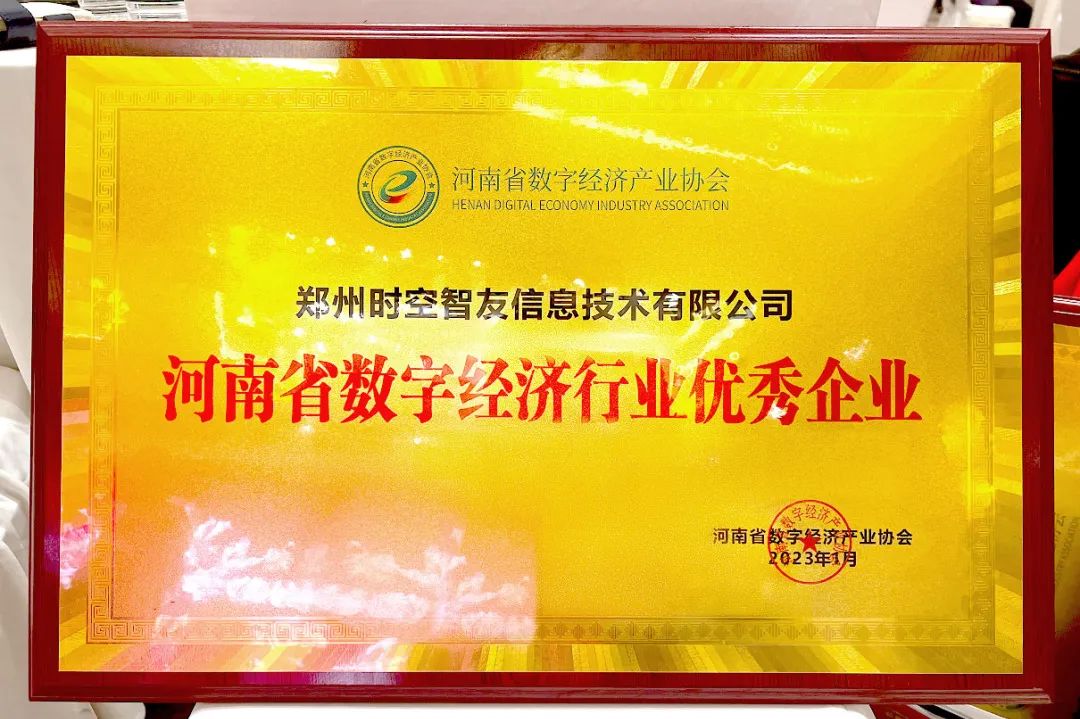 河南省数字经济产业协会
HENAN DIGITAL ECONOMY INDUSTRY ASSOCIATION
郑州时空智友信息技术有限公司
河南省数字经济行业优秀企业
河南省数字经济产业协会
2023年1月